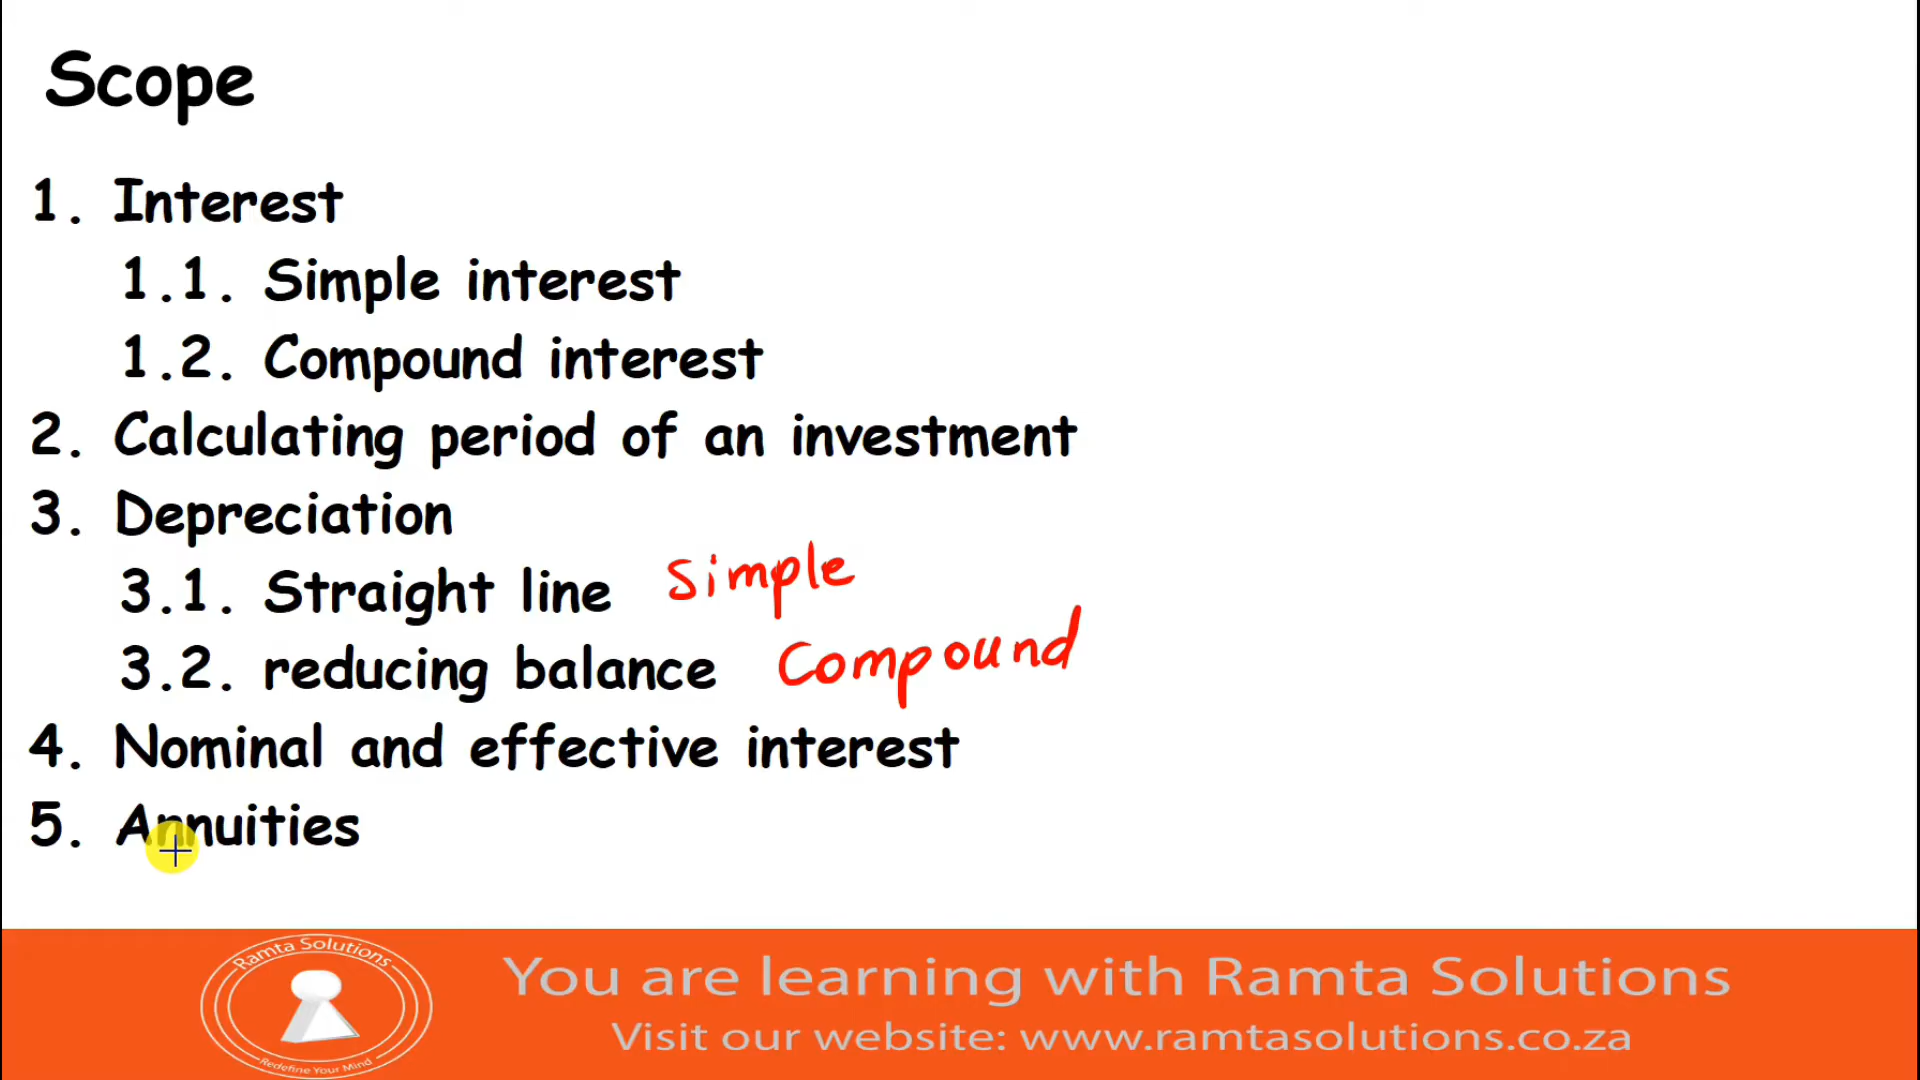 Scope
1. Interest
1.1. Simple interest
1.2. Compound interest
2. Calculating period of an investment
3. Depreciation
3.1. Straight line Simple
3.2. reducing balance Compound
4. Nominal and effective interest
5. Annuities
Ramta Solutions
Redefine Your Mind
You are learning with Ramta Solutions
Visit our website: www.ramtasolutions.co.za